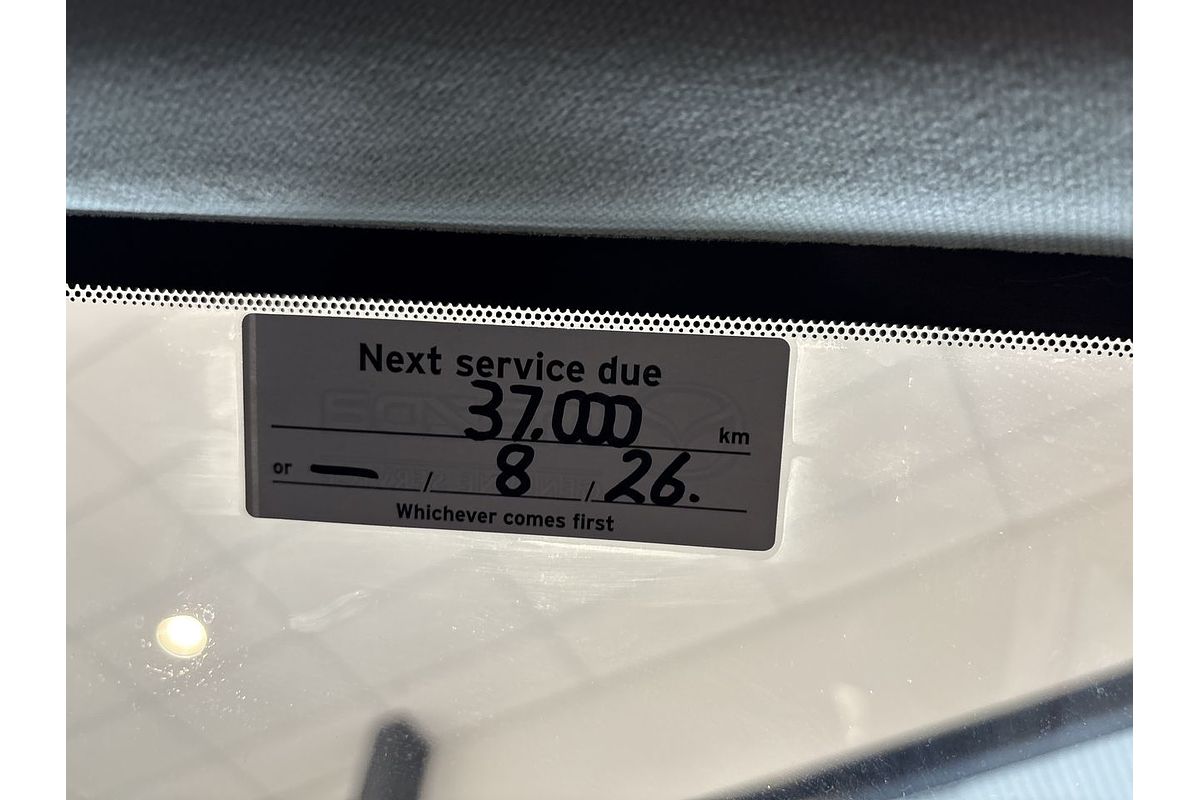 Next service due
37,000 km
or — / 8 / 26.
Whichever comes first